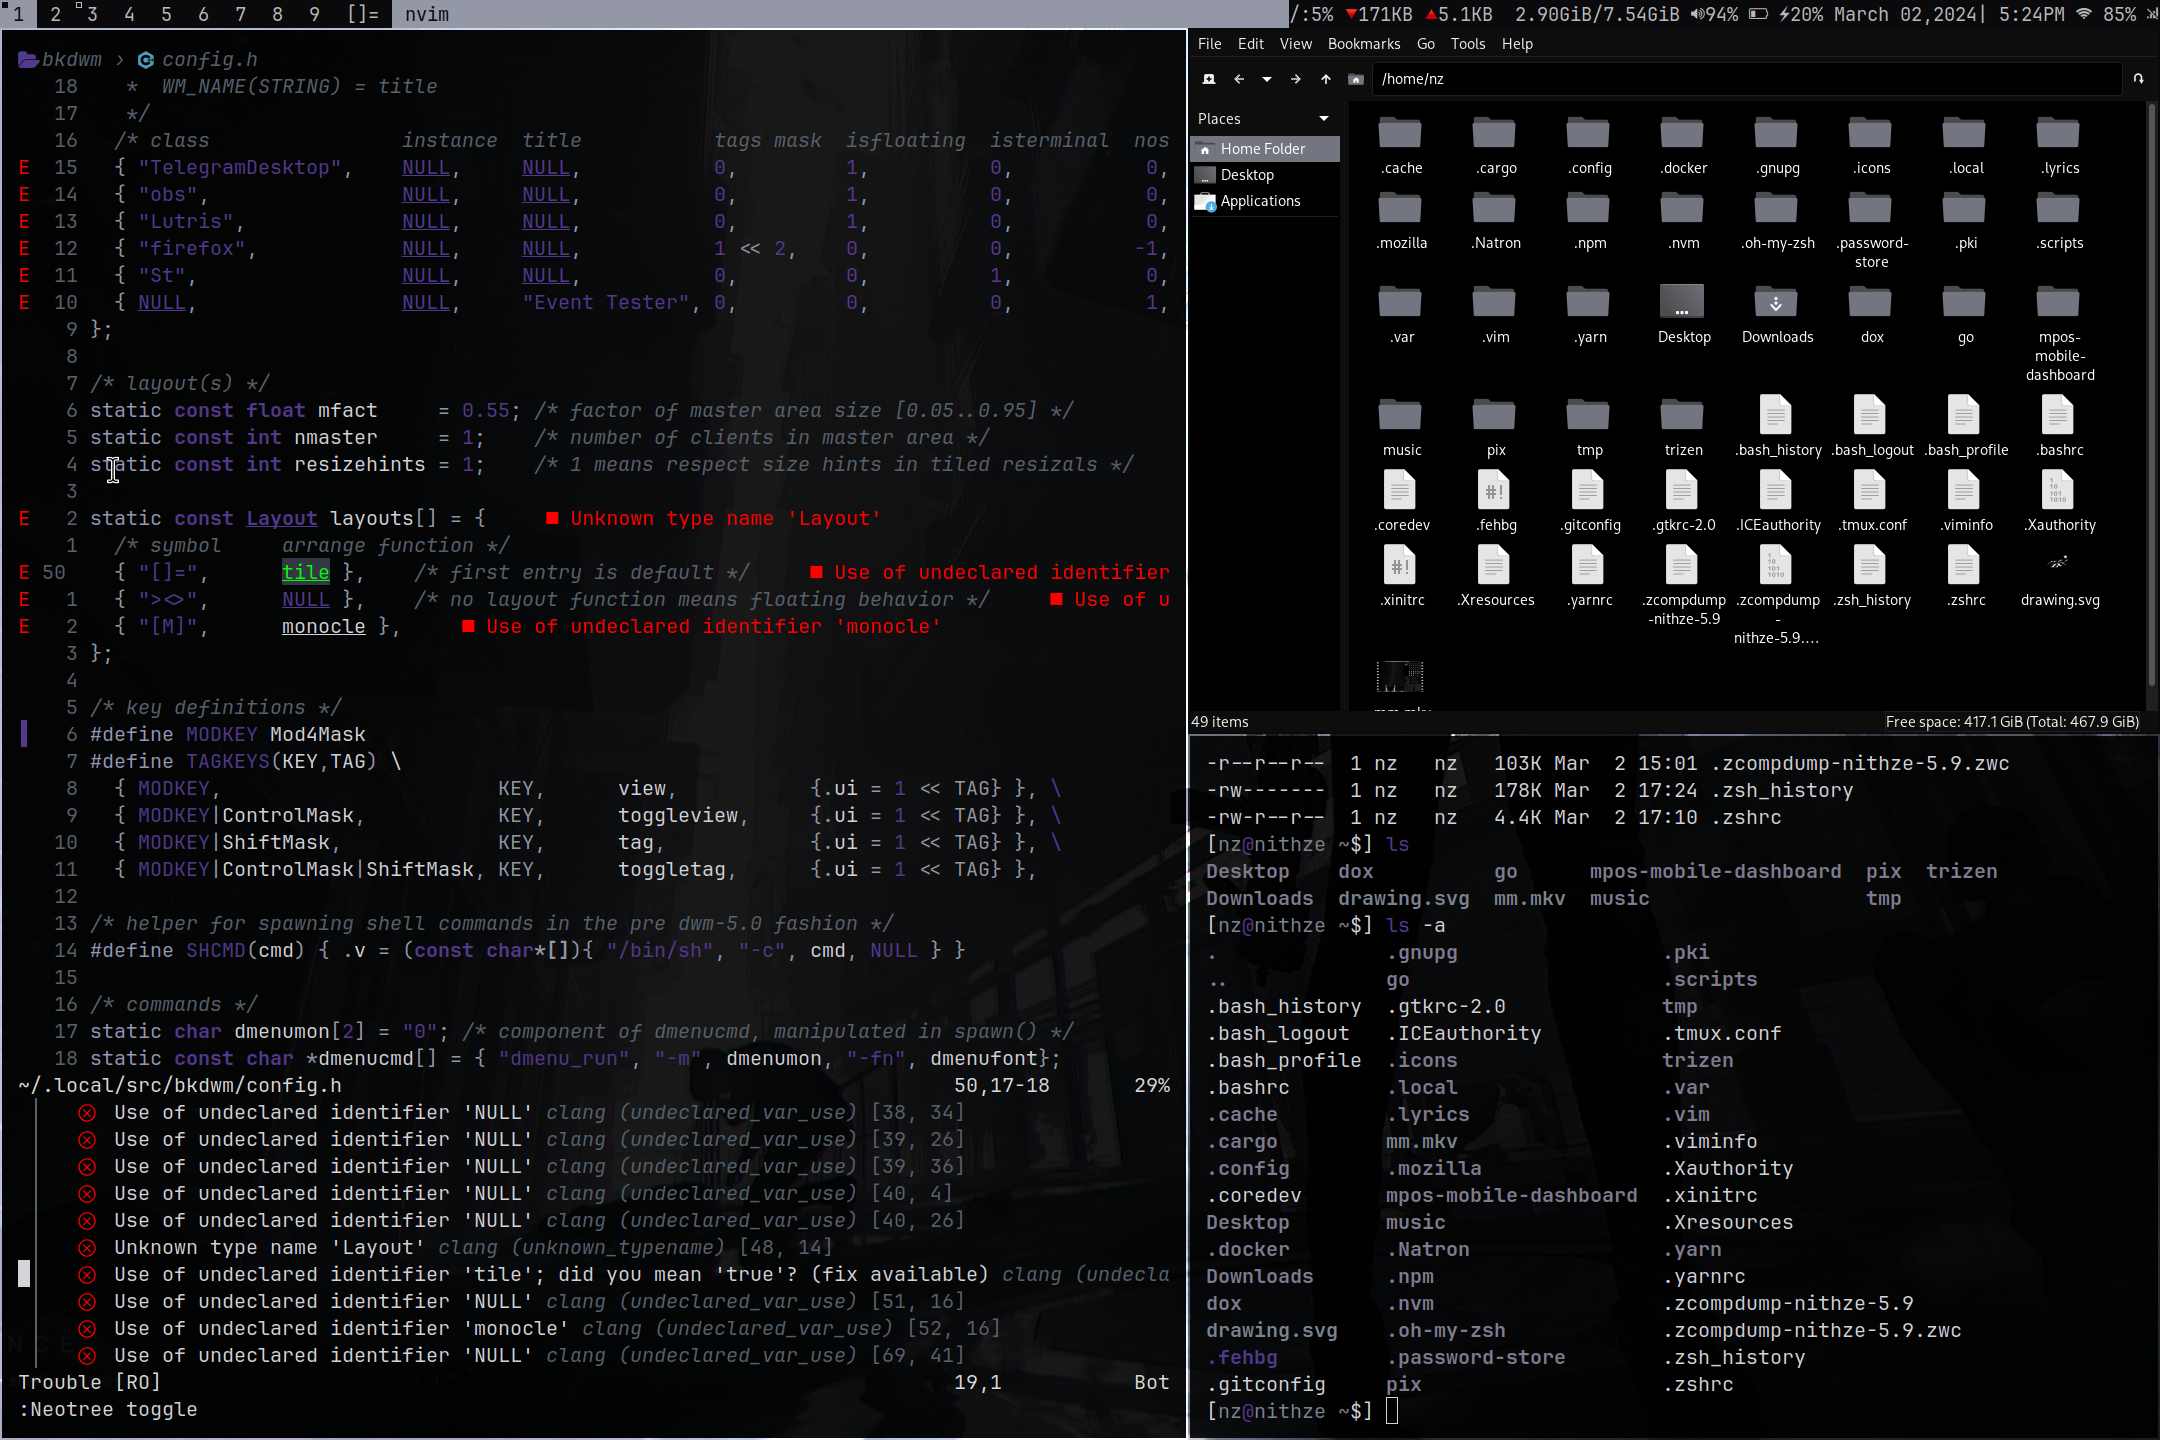 1 2 3 4 5 6 7 8 9 []= nvim
/:5% 171KB 5.1KB 2.90GiB/7.54GiB 94% 20% March 02,2024| 5:24PM 85%
bkdwm › config.h
18 * WM_NAME(STRING) = title
17 */
16 /* class instance title tags mask isfloating isterminal nos
E 15 { "TelegramDesktop", NULL, NULL, 0, 1, 0, 0,
E 14 { "obs", NULL, NULL, 0, 1, 0, 0,
E 13 { "Lutris", NULL, NULL, 0, 1, 0, 0,
E 12 { "firefox", NULL, NULL, 1 << 2, 0, 0, -1,
E 11 { "St", NULL, NULL, 0, 0, 1, 0,
E 10 { NULL, NULL, "Event Tester", 0, 0, 0, 1,
9 };
8
7 /* layout(s) */
6 static const float mfact = 0.55; /* factor of master area size [0.05..0.95] */
5 static const int nmaster = 1; /* number of clients in master area */
4 static const int resizehints = 1; /* 1 means respect size hints in tiled resizals */
3
E 2 static const Layout layouts[] = { ■ Unknown type name 'Layout'
1 /* symbol arrange function */
E 50 { "[]=", tile }, /* first entry is default */ ■ Use of undeclared identifier
E 1 { "><>", NULL }, /* no layout function means floating behavior */ ■ Use of u
E 2 { "[M]", monocle }, ■ Use of undeclared identifier 'monocle'
3 };
4
5 /* key definitions */
6 #define MODKEY Mod4Mask
7 #define TAGKEYS(KEY,TAG) \
8 { MODKEY, KEY, view, {.ui = 1 << TAG} }, \
9 { MODKEY|ControlMask, KEY, toggleview, {.ui = 1 << TAG} }, \
10 { MODKEY|ShiftMask, KEY, tag, {.ui = 1 << TAG} }, \
11 { MODKEY|ControlMask|ShiftMask, KEY, toggletag, {.ui = 1 << TAG} },
12
13 /* helper for spawning shell commands in the pre dwm-5.0 fashion */
14 #define SHCMD(cmd) { .v = (const char*[]){ "/bin/sh", "-c", cmd, NULL } }
15
16 /* commands */
17 static char dmenumon[2] = "0"; /* component of dmenucmd, manipulated in spawn() */
18 static const char *dmenucmd[] = { "dmenu_run", "-m", dmenumon, "-fn", dmenufont};
~/.local/src/bkdwm/config.h 50,17-18 29%
Use of undeclared identifier 'NULL' clang (undeclared_var_use) [38, 34]
Use of undeclared identifier 'NULL' clang (undeclared_var_use) [39, 26]
Use of undeclared identifier 'NULL' clang (undeclared_var_use) [39, 36]
Use of undeclared identifier 'NULL' clang (undeclared_var_use) [40, 4]
Use of undeclared identifier 'NULL' clang (undeclared_var_use) [40, 26]
Unknown type name 'Layout' clang (unknown_typename) [48, 14]
Use of undeclared identifier 'tile'; did you mean 'true'? (fix available) clang (undecla
Use of undeclared identifier 'NULL' clang (undeclared_var_use) [51, 16]
Use of undeclared identifier 'monocle' clang (undeclared_var_use) [52, 16]
Use of undeclared identifier 'NULL' clang (undeclared_var_use) [69, 41]
Trouble [RO] 19,1 Bot
:Neotree toggle
File Edit View Bookmarks Go Tools Help
/home/nz
Places
Home Folder
Desktop
Applications
.cache .cargo .config .docker .gnupg .icons .local .lyrics
.mozilla .Natron .npm .nvm .oh-my-zsh .password-store .pki .scripts
.var .vim .yarn Desktop Downloads dox go mpos-mobile-dashboard
music pix tmp trizen .bash_history .bash_logout .bash_profile .bashrc
.coredev .fehbg .gitconfig .gtkrc-2.0 .ICEauthority .tmux.conf .viminfo .Xauthority
.xinitrc .Xresources .yarnrc .zcompdump-nithze-5.9 .zcompdump-nithze-5.9.... .zsh_history .zshrc drawing.svg
mm.mkv
49 items Free space: 417.1 GiB (Total: 467.9 GiB)
-r--r--r-- 1 nz nz 103K Mar 2 15:01 .zcompdump-nithze-5.9.zwc
-rw------- 1 nz nz 178K Mar 2 17:24 .zsh_history
-rw-r--r-- 1 nz nz 4.4K Mar 2 17:10 .zshrc
[nz@nithze ~$] ls
Desktop dox go mpos-mobile-dashboard pix trizen
Downloads drawing.svg mm.mkv music tmp
[nz@nithze ~$] ls -a
. .gnupg .pki
.. go .scripts
.bash_history .gtkrc-2.0 tmp
.bash_logout .ICEauthority .tmux.conf
.bash_profile .icons trizen
.bashrc .local .var
.cache .lyrics .vim
.cargo mm.mkv .viminfo
.config .mozilla .Xauthority
.coredev mpos-mobile-dashboard .xinitrc
Desktop music .Xresources
.docker .Natron .yarn
Downloads .npm .yarnrc
dox .nvm .zcompdump-nithze-5.9
drawing.svg .oh-my-zsh .zcompdump-nithze-5.9.zwc
.fehbg .password-store .zsh_history
.gitconfig pix .zshrc
[nz@nithze ~$]